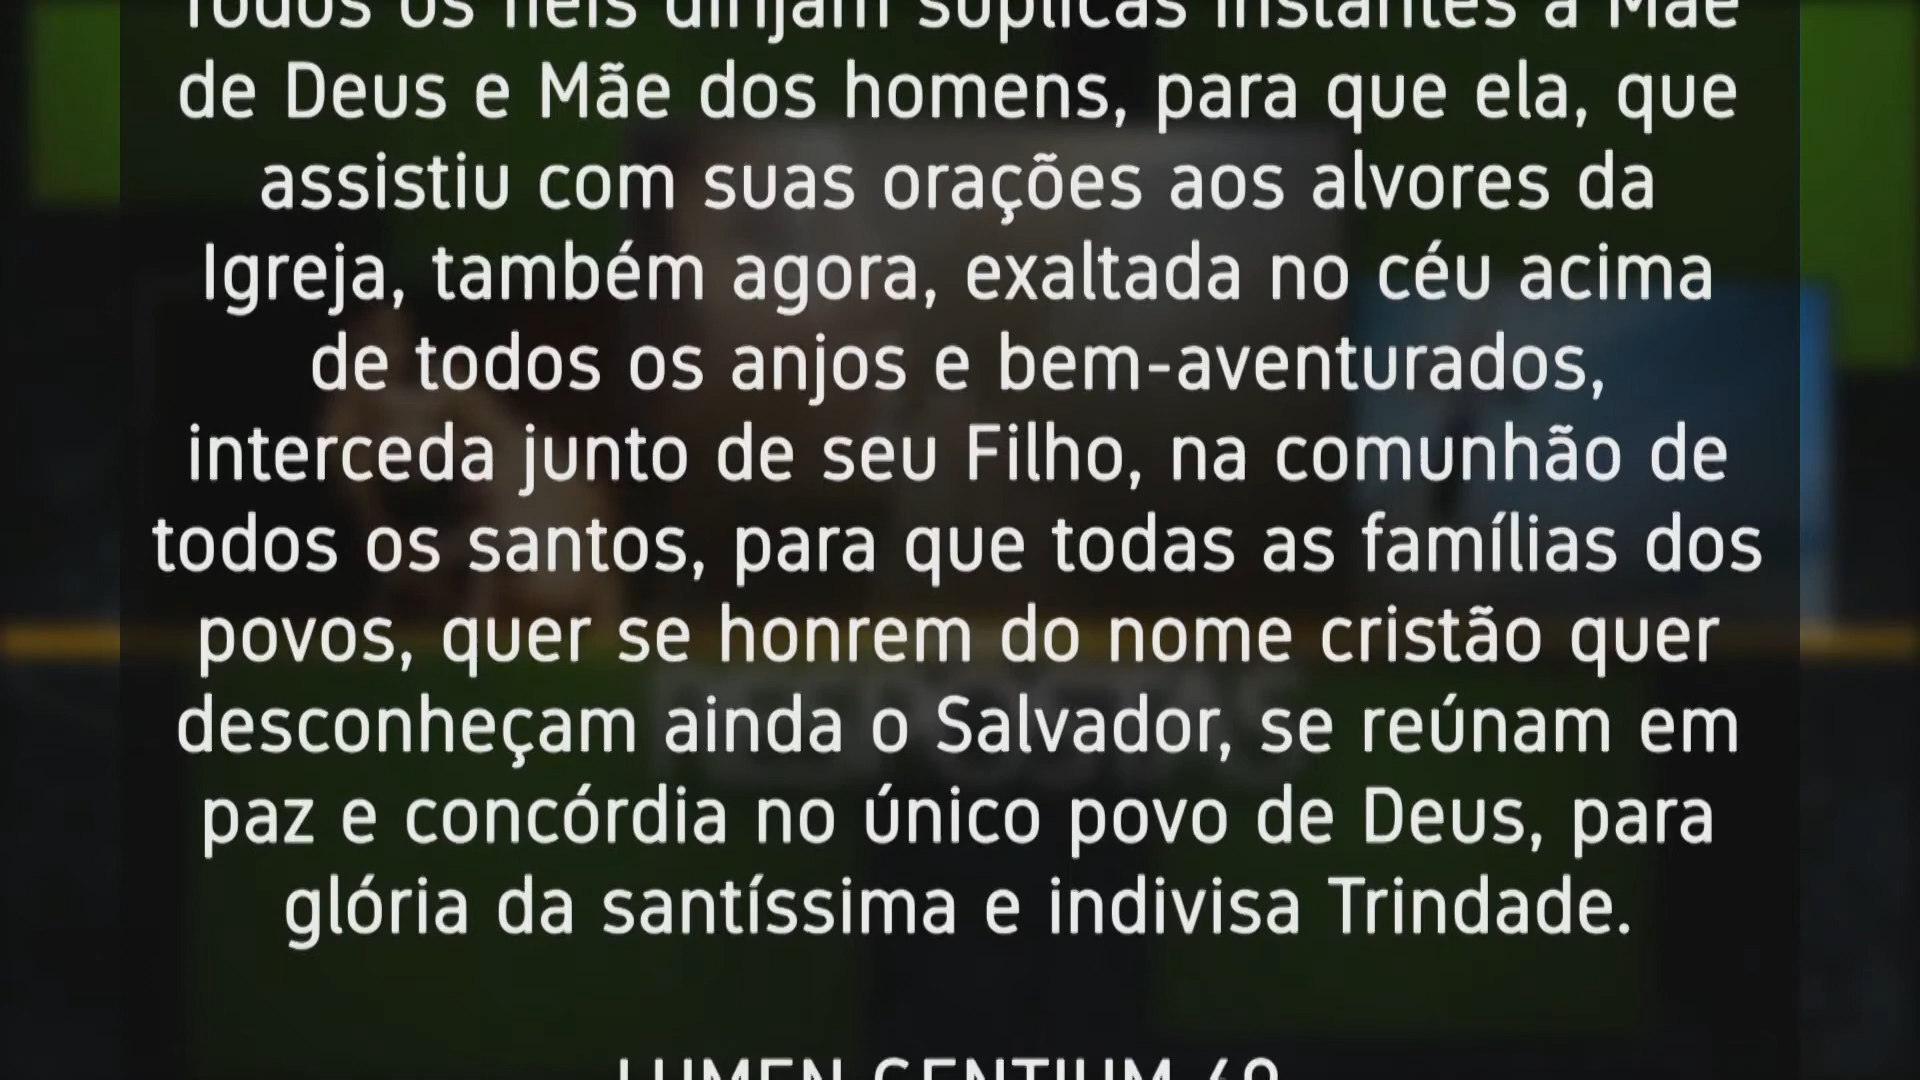 Todos os fiéis dirijam súplicas instantes à Mãe
de Deus e Mãe dos homens, para que ela, que
assistiu com suas orações aos alvores da
Igreja, também agora, exaltada no céu acima
de todos os anjos e bem-aventurados,
interceda junto de seu Filho, na comunhão de
todos os santos, para que todas as famílias dos
povos, quer se honrem do nome cristão quer
desconheçam ainda o Salvador, se reúnam em
paz e concórdia no único povo de Deus, para
glória da santíssima e indivisa Trindade.
RESPOSTAS
LUMEN GENTIUM 69